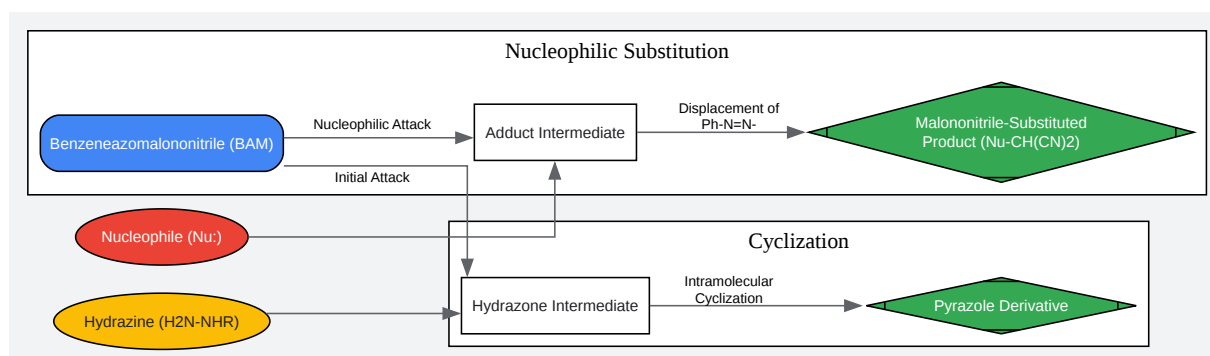 Nucleophilic Substitution
Benzeneazomalononitrile (BAM)
Nucleophilic Attack
Adduct Intermediate
Displacement of
Ph-N=N-
Malononitrile-Substituted
Product (Nu-CH(CN)2)
Initial Attack
Nucleophile (Nu:)
Cyclization
Hydrazine (H2N-NHR)
Hydrazone Intermediate
Intramolecular
Cyclization
Pyrazole Derivative